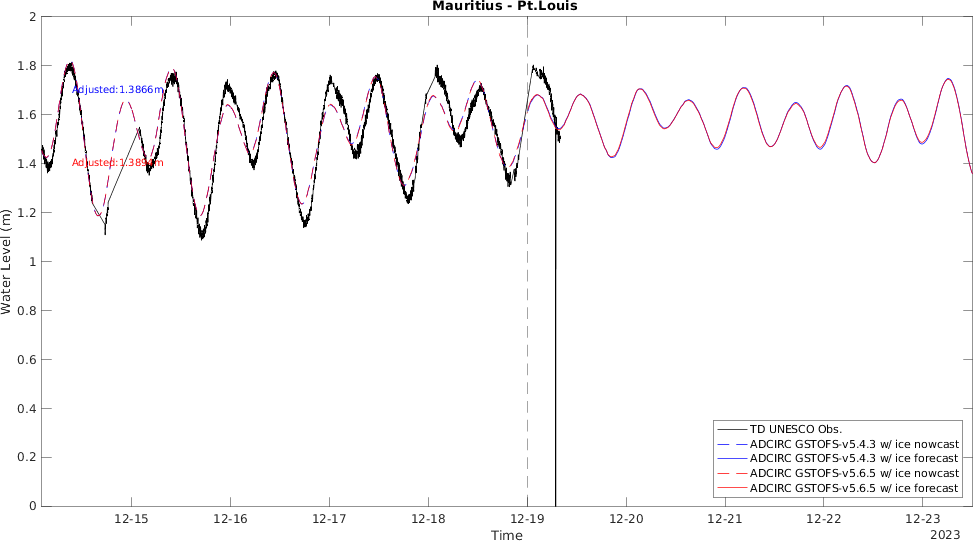 Mauritius - Pt.Louis
2
1.8
1.6
1.4
1.2
1
0.8
0.6
0.4
0.2
0
Water Level (m)
Adjusted:1.3866m
Adjusted:1.3894m
TD UNESCO Obs.
ADCIRC GSTOFS-v5.4.3 w/ ice nowcast
ADCIRC GSTOFS-v5.4.3 w/ ice forecast
ADCIRC GSTOFS-v5.6.5 w/ ice nowcast
ADCIRC GSTOFS-v5.6.5 w/ ice forecast
12-15 12-16 12-17 12-18 12-19 12-20 12-21 12-22 12-23
Time
2023